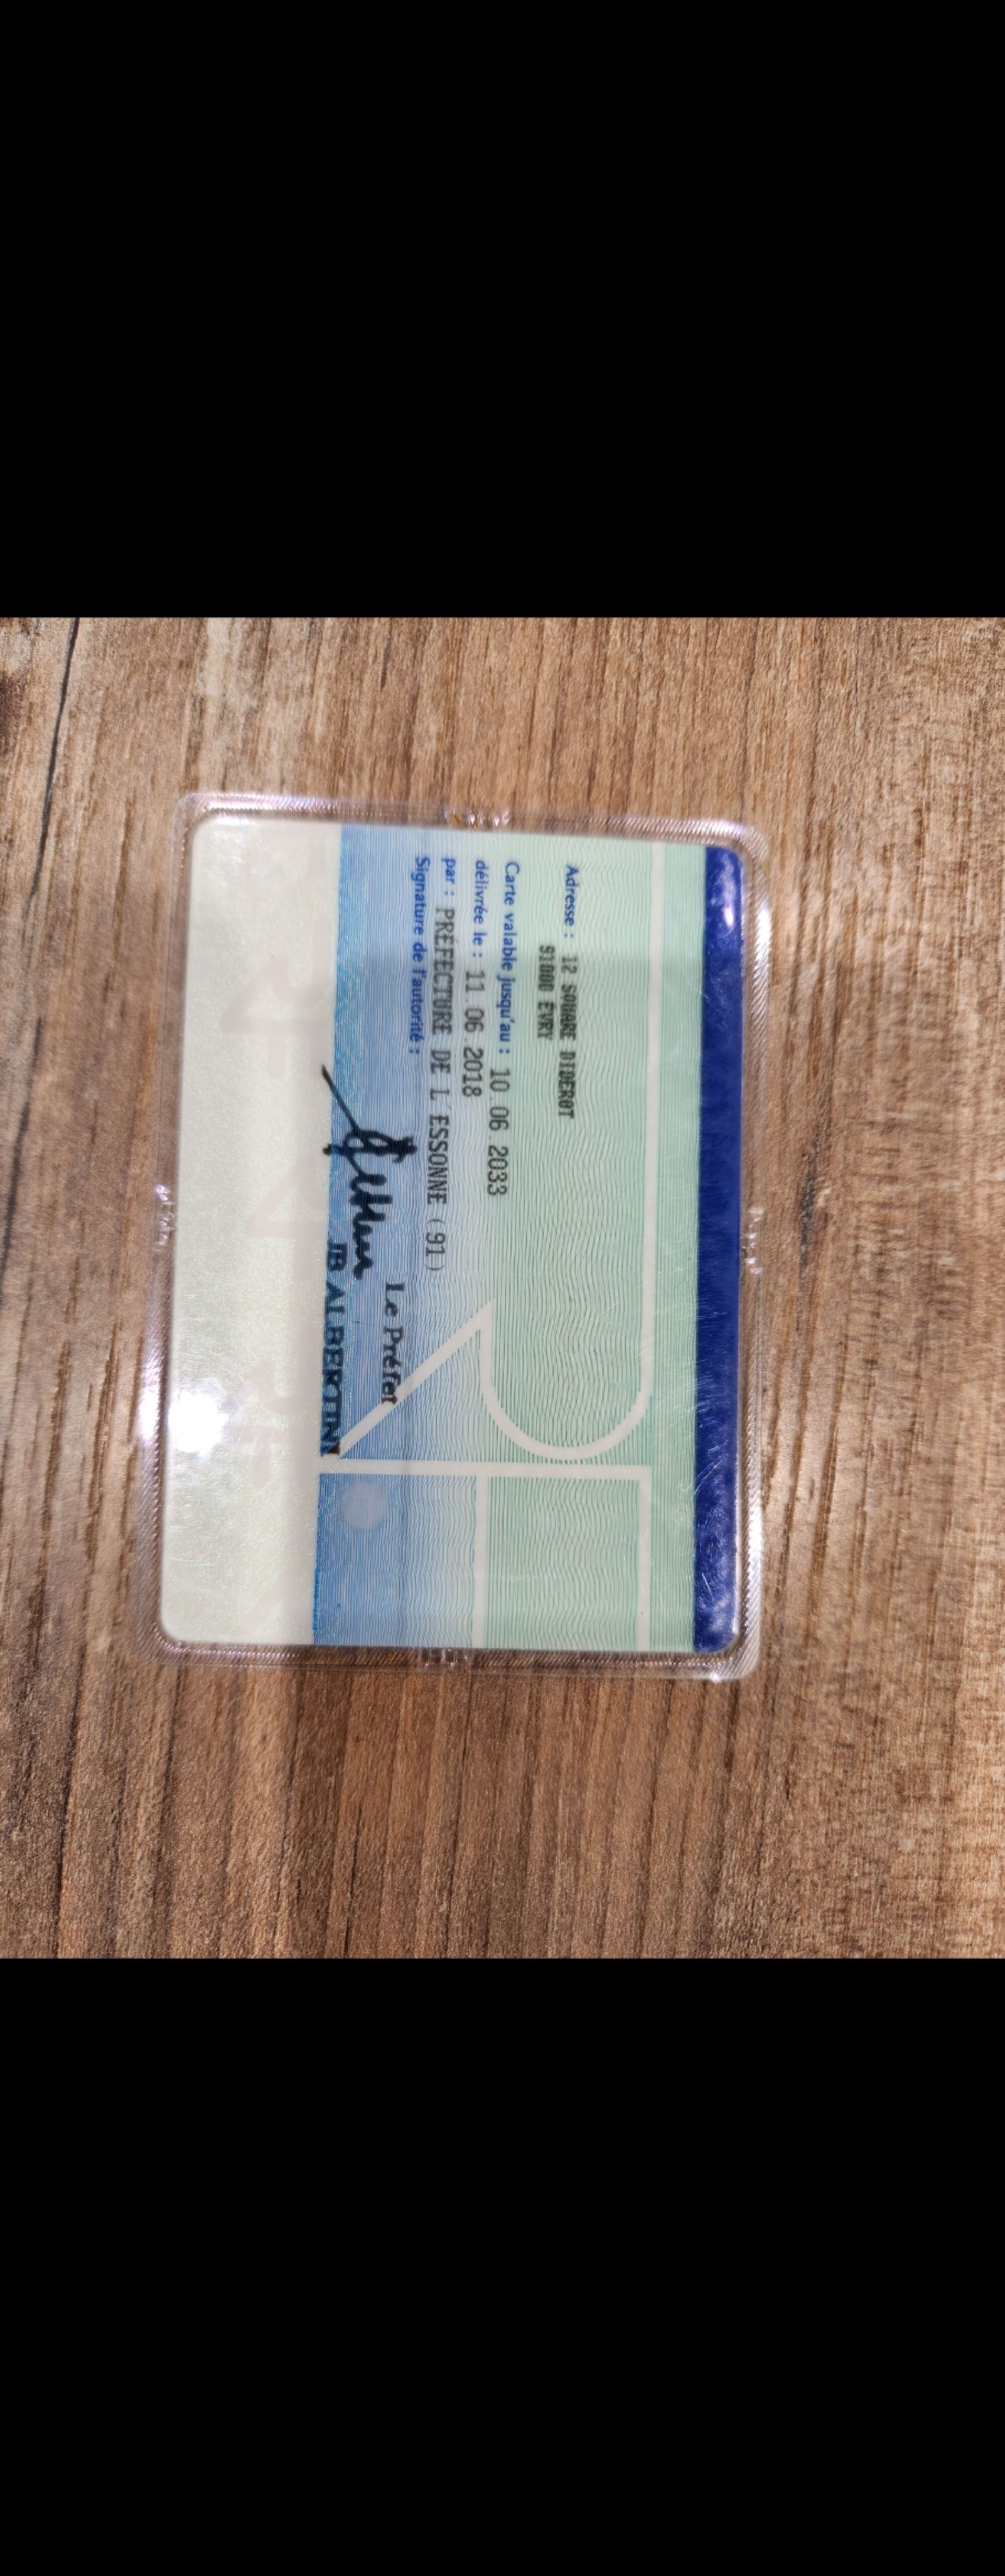 Adresse : 12 SQUARE DIDEROT
91000 EVRY
Carte valable jusqu'au : 10.06.2033
délivrée le : 11.06.2018
par : PRÉFECTURE DE L'ESSONNE (91)
Signature de l'autorité :
Le Préfet
JB ALBERTINI